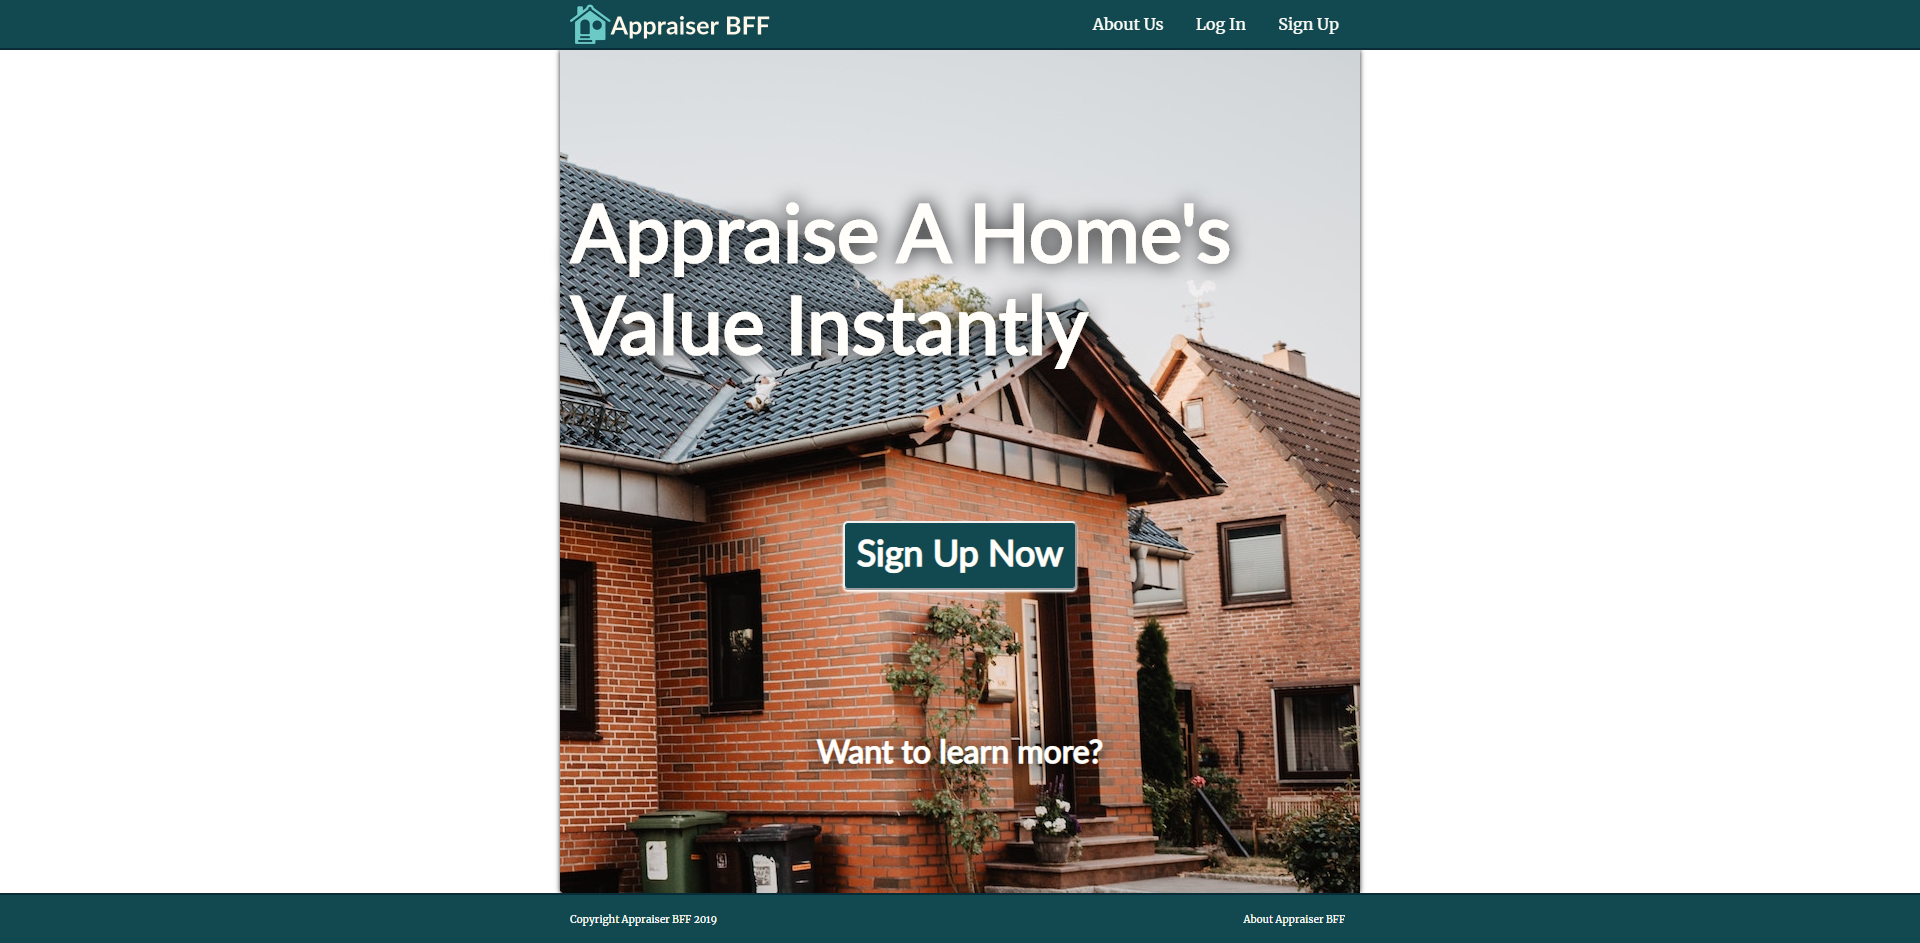 Appraiser BFF
About Us
Log In
Sign Up
Appraise A Home's
Value Instantly
Sign Up Now
Want to learn more?
Copyright Appraiser BFF 2019
About Appraiser BFF